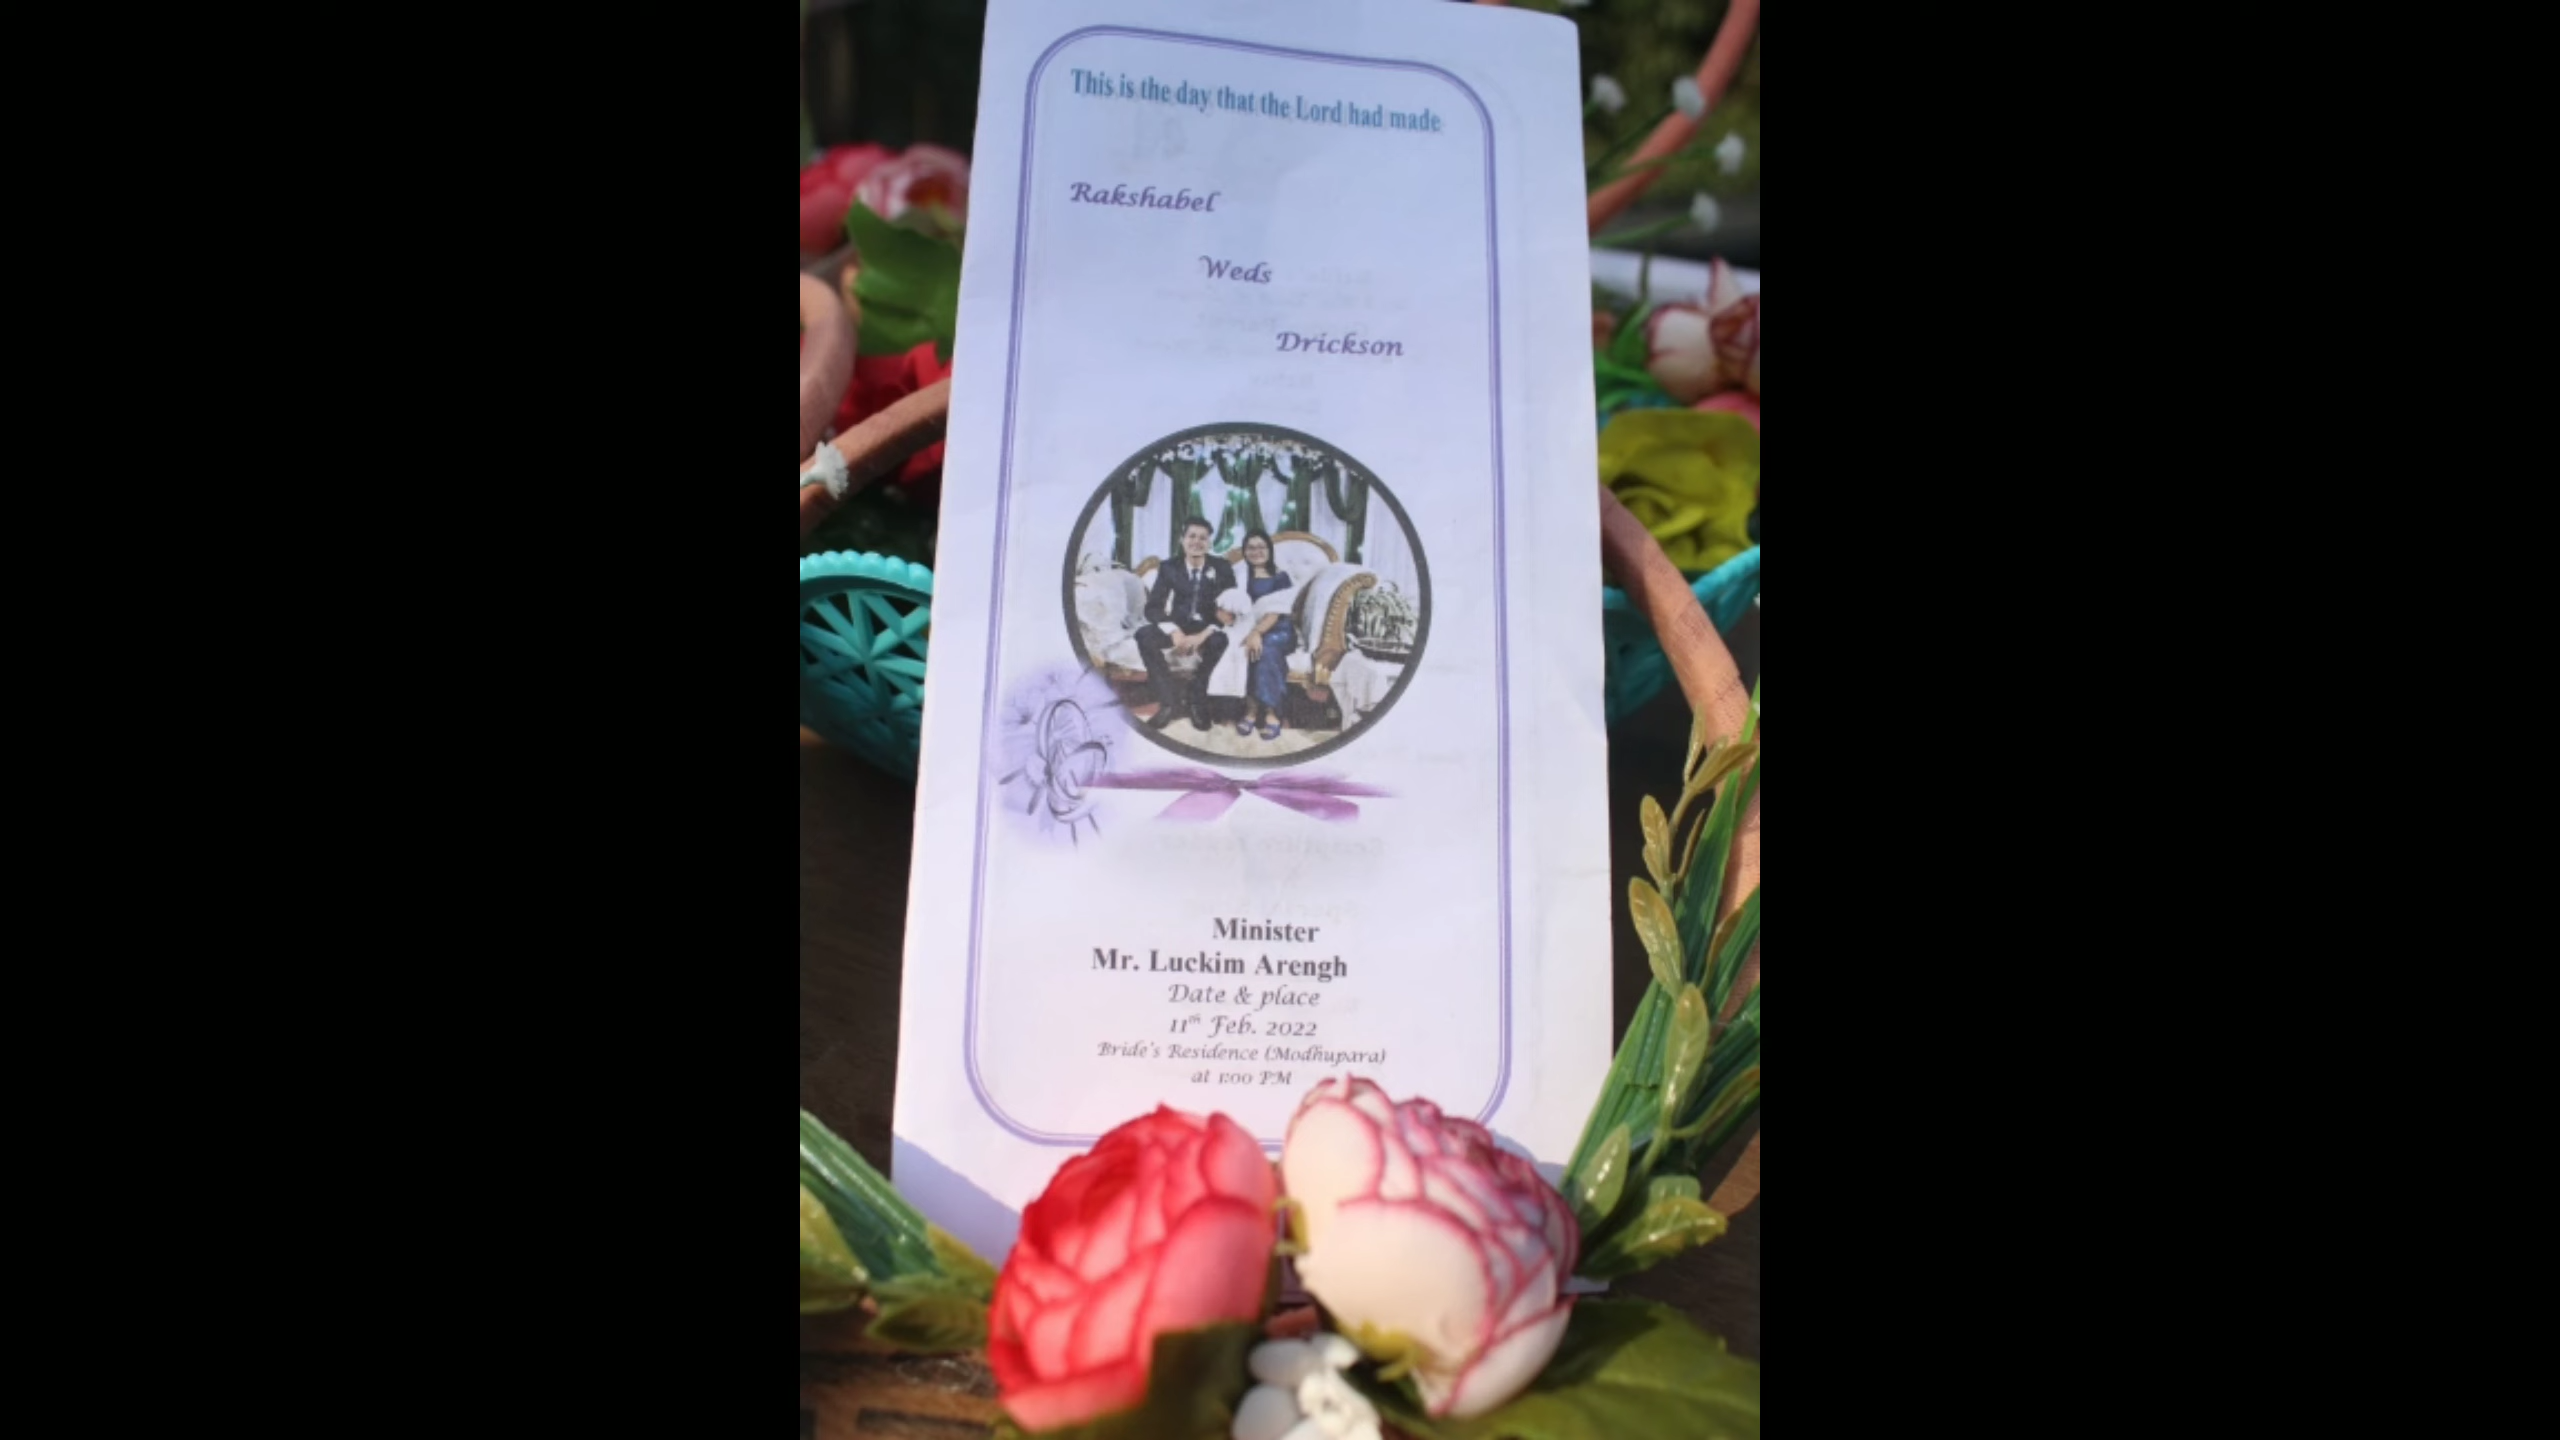 This is the day that the Lord had made
Rakshabel
Weds
Drickson
Minister
Mr. Luckim Arengh
Date & place
11th Feb. 2022
Bride's Residence (Modhupara)
at 1:00 PM